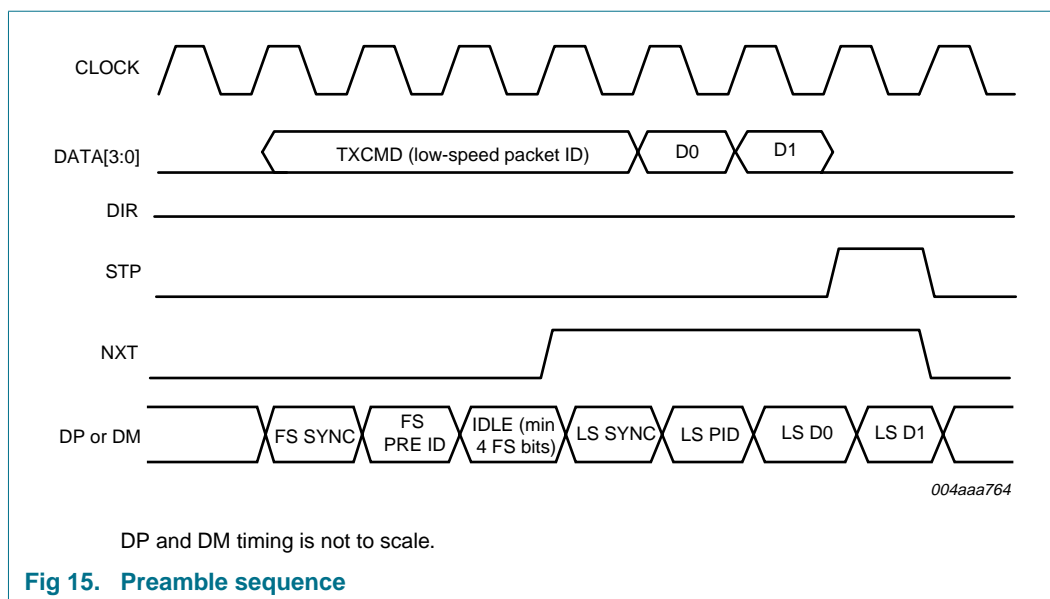 CLOCK
DATA[3:0]
TXCMD (low-speed packet ID)
D0
D1
DIR
STP
NXT
DP or DM
FS SYNC
FS
PRE ID
IDLE (min
4 FS bits)
LS SYNC
LS PID
LS D0
LS D1
004aaa764
DP and DM timing is not to scale.
Fig 15. Preamble sequence